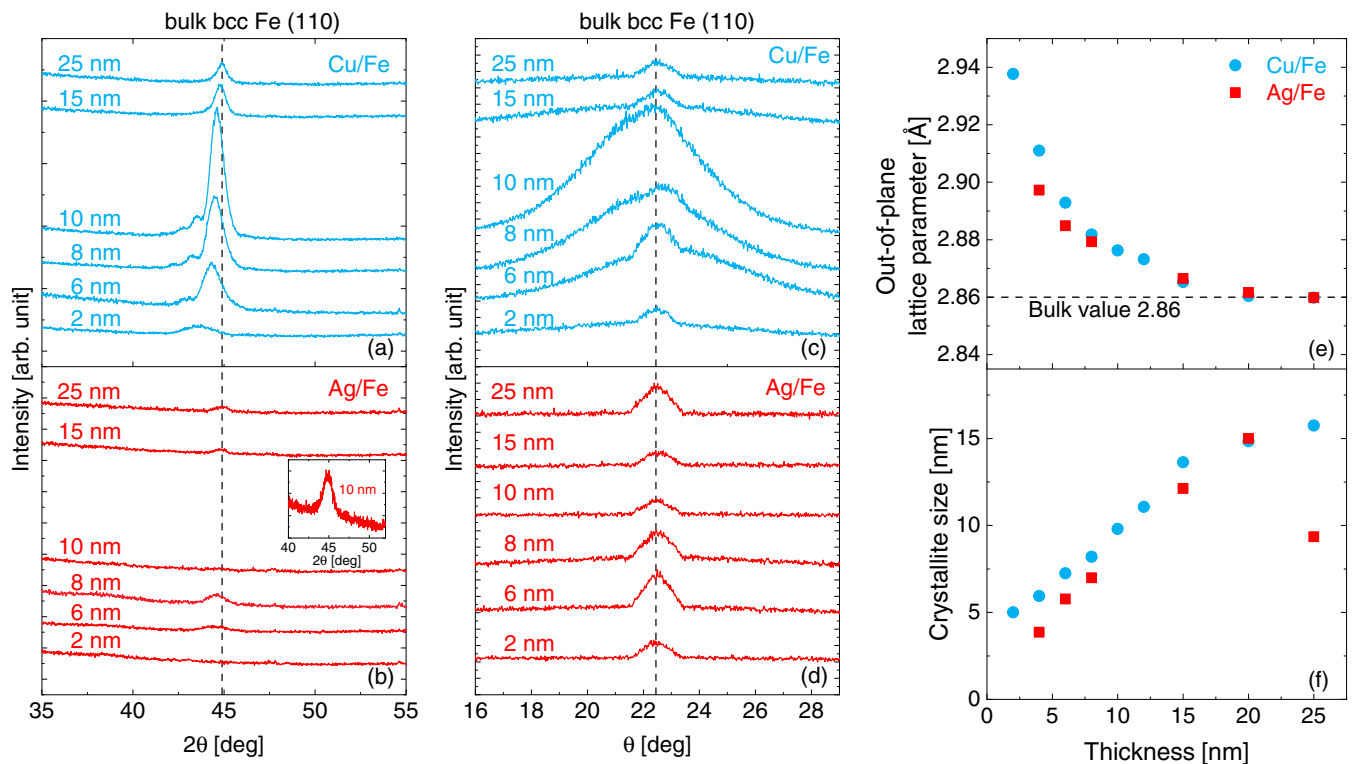 bulk bcc Fe (110)
25 nm
Cu/Fe
15 nm
10 nm
8 nm
6 nm
2 nm
(a)
Intensity [arb. unit]
25 nm
Ag/Fe
15 nm
10 nm
40 45 50
2θ [deg]
10 nm
8 nm
6 nm
2 nm
(b)
35 40 45 50 55
2θ [deg]
bulk bcc Fe (110)
25 nm
Cu/Fe
15 nm
10 nm
8 nm
6 nm
2 nm
(c)
Intensity [arb. unit]
25 nm
Ag/Fe
15 nm
10 nm
8 nm
6 nm
2 nm
(d)
16 18 20 22 24 26 28
θ [deg]
Out-of-plane
lattice parameter [Å]
2.94
2.92
2.90
2.88
2.86
2.84
Cu/Fe
Ag/Fe
Bulk value 2.86
(e)
Crystallite size [nm]
15
10
5
0
(f)
0 5 10 15 20 25
Thickness [nm]